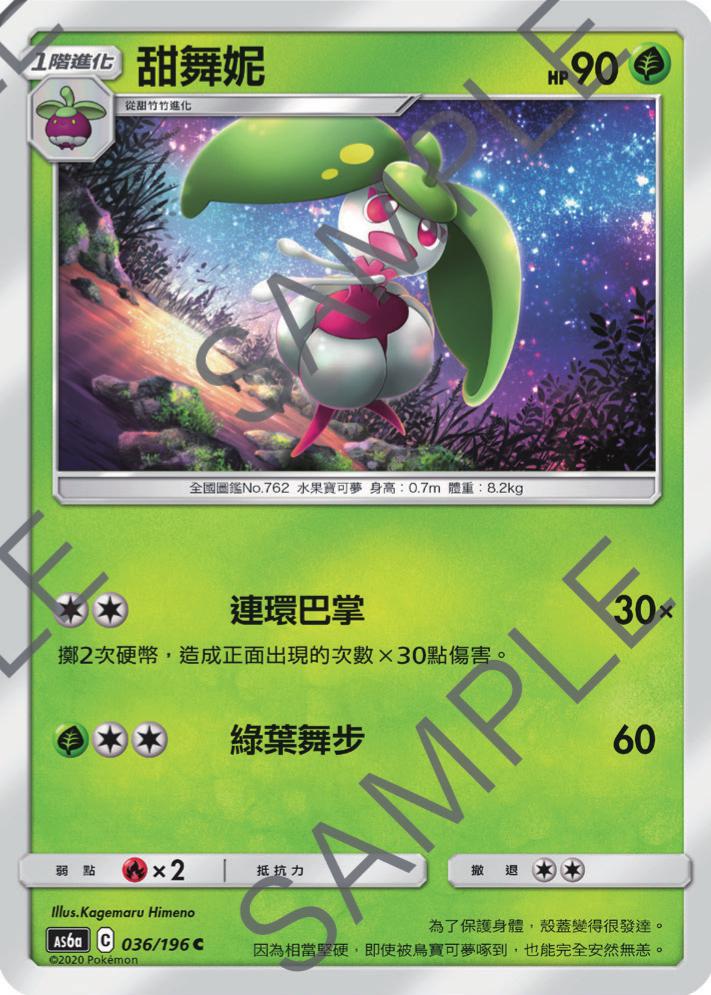 1階進化 甜舞妮 HP90
從甜竹竹進化
全國圖鑑No.762 水果寶可夢 身高：0.7m 體重：8.2kg
連環巴掌 30×
擲2次硬幣，造成正面出現的次數×30點傷害。
綠葉舞步 60
弱點 ×2 抵抗力 撤退
Illus.Kagemaru Himeno
AS6a C 036/196 C
©2020 Pokémon
為了保護身體，殼蓋變得很發達。
因為相當堅硬，即使被鳥寶可夢啄到，也能完全安然無恙。
SAMPLE
SAMPLE